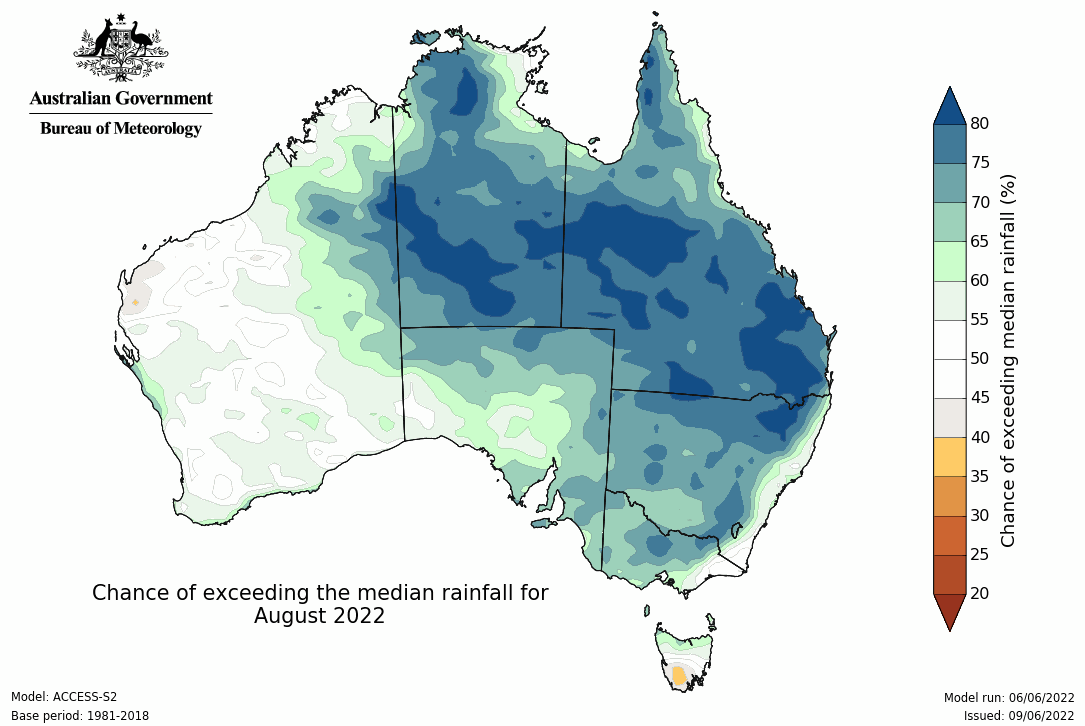 Australian Government
Bureau of Meteorology
80
75
70
65
60
55
50
45
40
35
30
25
20
Chance of exceeding median rainfall (%)
Chance of exceeding the median rainfall for
August 2022
Model: ACCESS-S2
Base period: 1981-2018
Model run: 06/06/2022
Issued: 09/06/2022